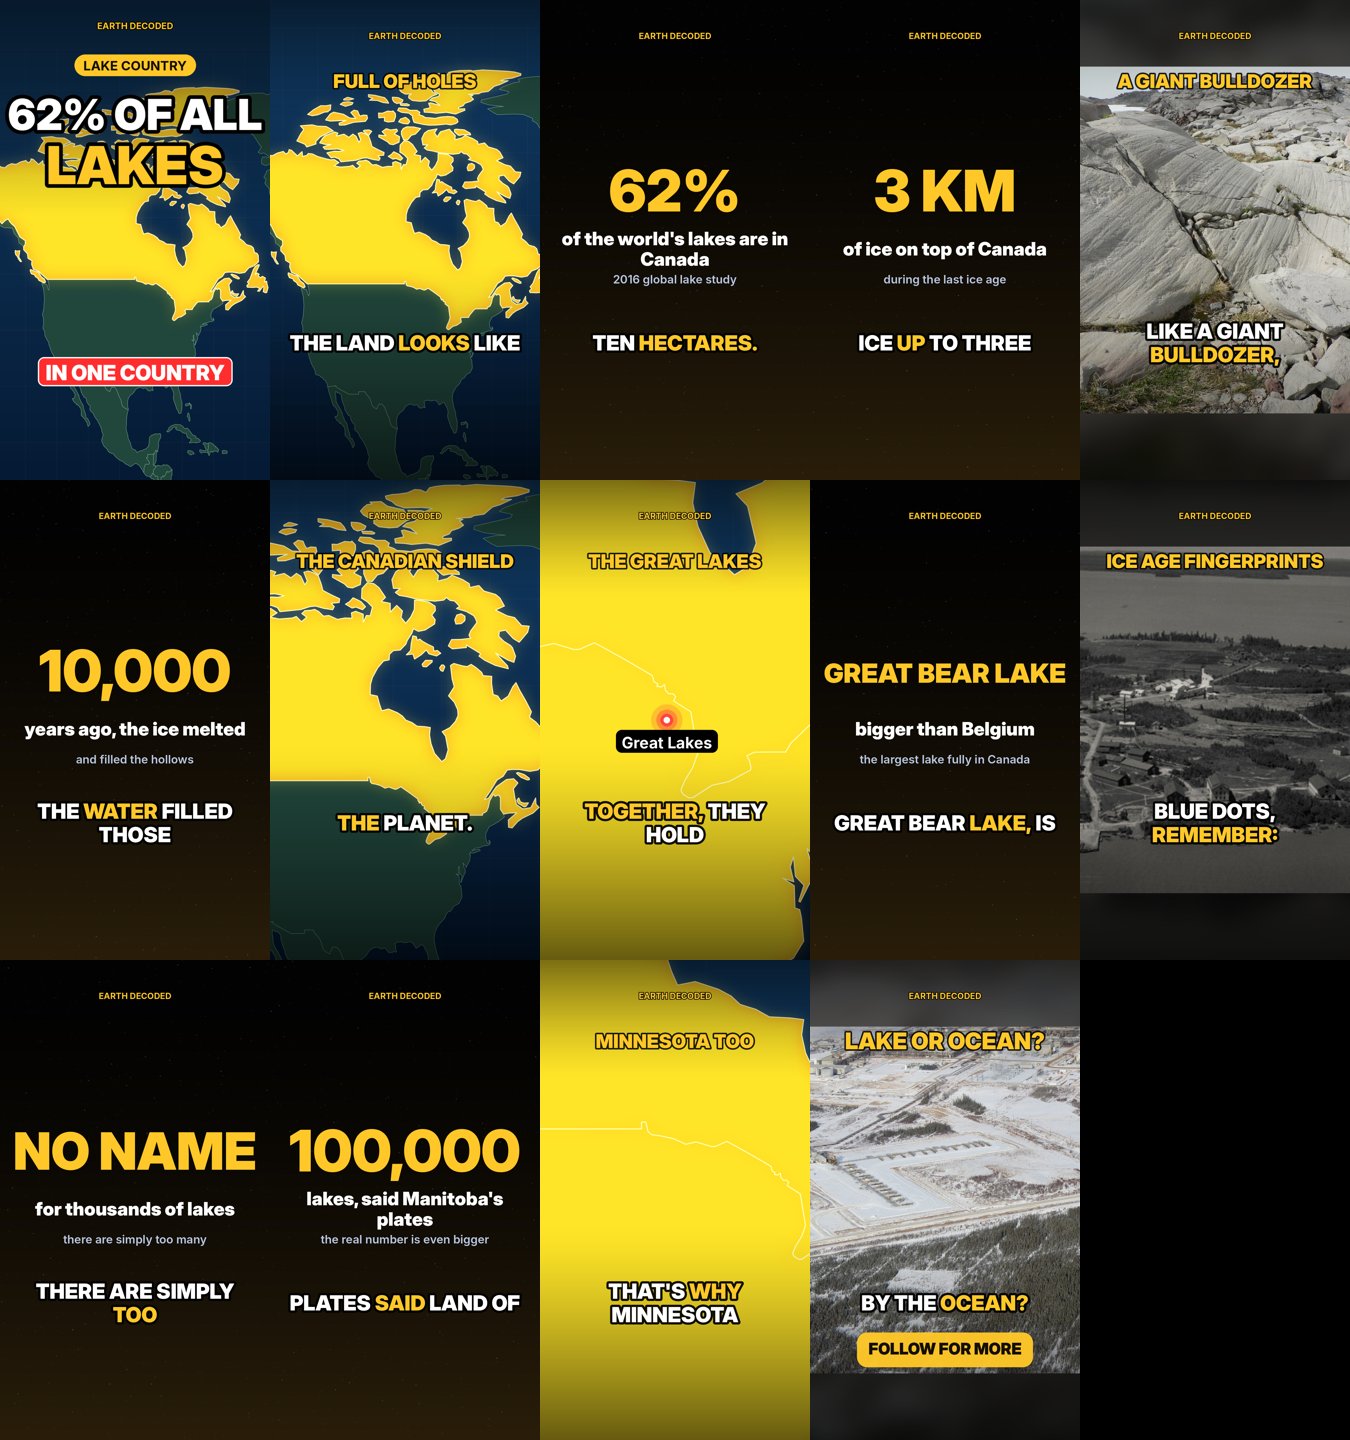 EARTH DECODED
LAKE COUNTRY
62% OF ALL
LAKES
IN ONE COUNTRY
EARTH DECODED
FULL OF HOLES
THE LAND LOOKS LIKE
EARTH DECODED
62%
of the world's lakes are in
Canada
2016 global lake study
TEN HECTARES.
EARTH DECODED
3 KM
of ice on top of Canada
during the last ice age
ICE UP TO THREE
EARTH DECODED
A GIANT BULLDOZER
LIKE A GIANT
BULLDOZER,
EARTH DECODED
10,000
years ago, the ice melted
and filled the hollows
THE WATER FILLED
THOSE
EARTH DECODED
THE CANADIAN SHIELD
THE PLANET.
EARTH DECODED
THE GREAT LAKES
Great Lakes
TOGETHER, THEY
HOLD
EARTH DECODED
GREAT BEAR LAKE
bigger than Belgium
the largest lake fully in Canada
GREAT BEAR LAKE, IS
EARTH DECODED
ICE AGE FINGERPRINTS
BLUE DOTS,
REMEMBER:
EARTH DECODED
NO NAME
for thousands of lakes
there are simply too many
THERE ARE SIMPLY
TOO
EARTH DECODED
100,000
lakes, said Manitoba's
plates
the real number is even bigger
PLATES SAID LAND OF
EARTH DECODED
MINNESOTA TOO
THAT'S WHY
MINNESOTA
EARTH DECODED
LAKE OR OCEAN?
BY THE OCEAN?
FOLLOW FOR MORE